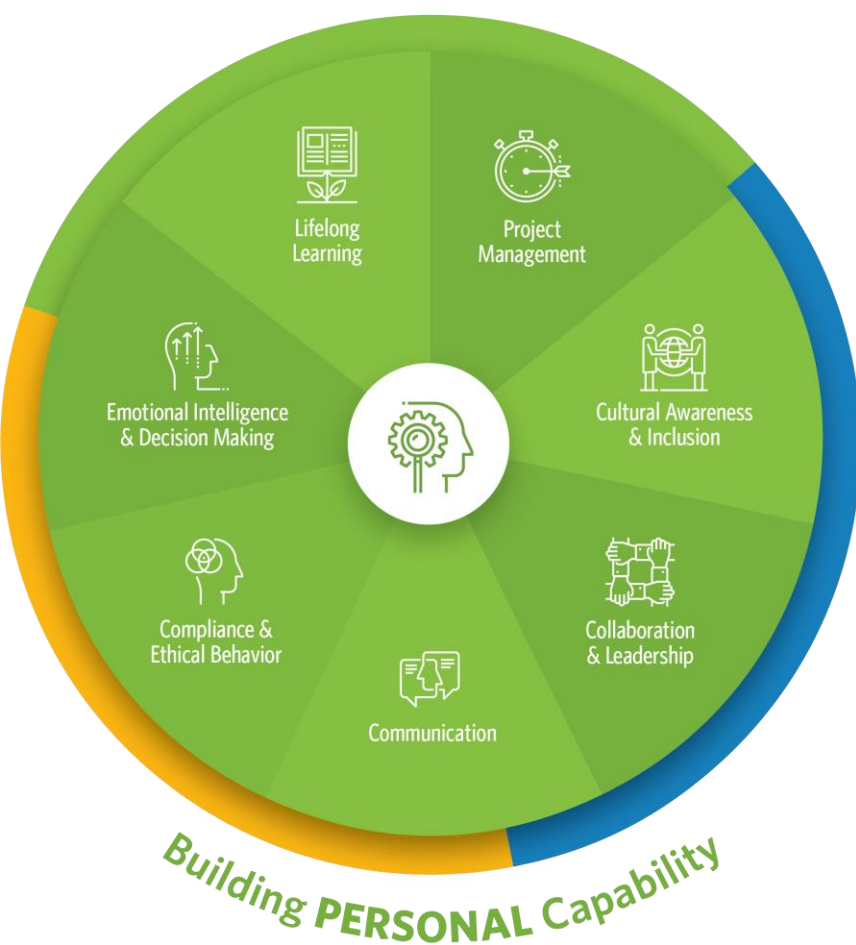 Lifelong
Learning
Project
Management
Emotional Intelligence
& Decision Making
Cultural Awareness
& Inclusion
Compliance &
Ethical Behavior
Collaboration
& Leadership
Communication
Building PERSONAL Capability